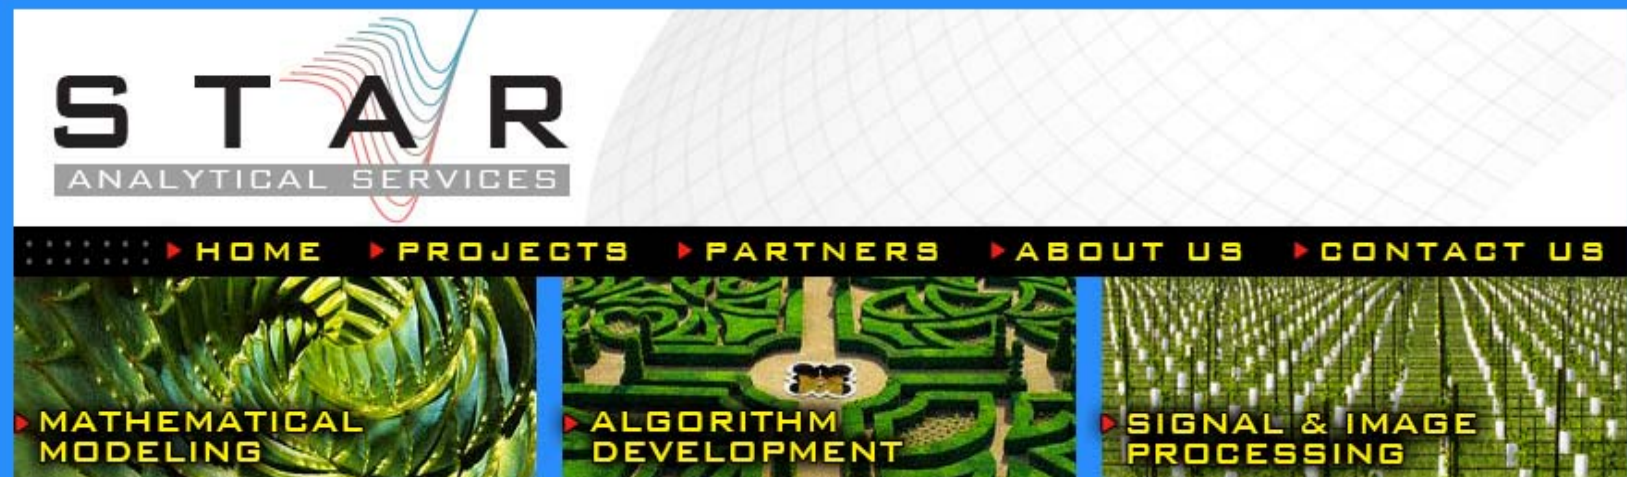 STAR
ANALYTICAL SERVICES
HOME PROJECTS PARTNERS ABOUT US CONTACT US
MATHEMATICAL
MODELING
ALGORITHM
DEVELOPMENT
SIGNAL & IMAGE
PROCESSING